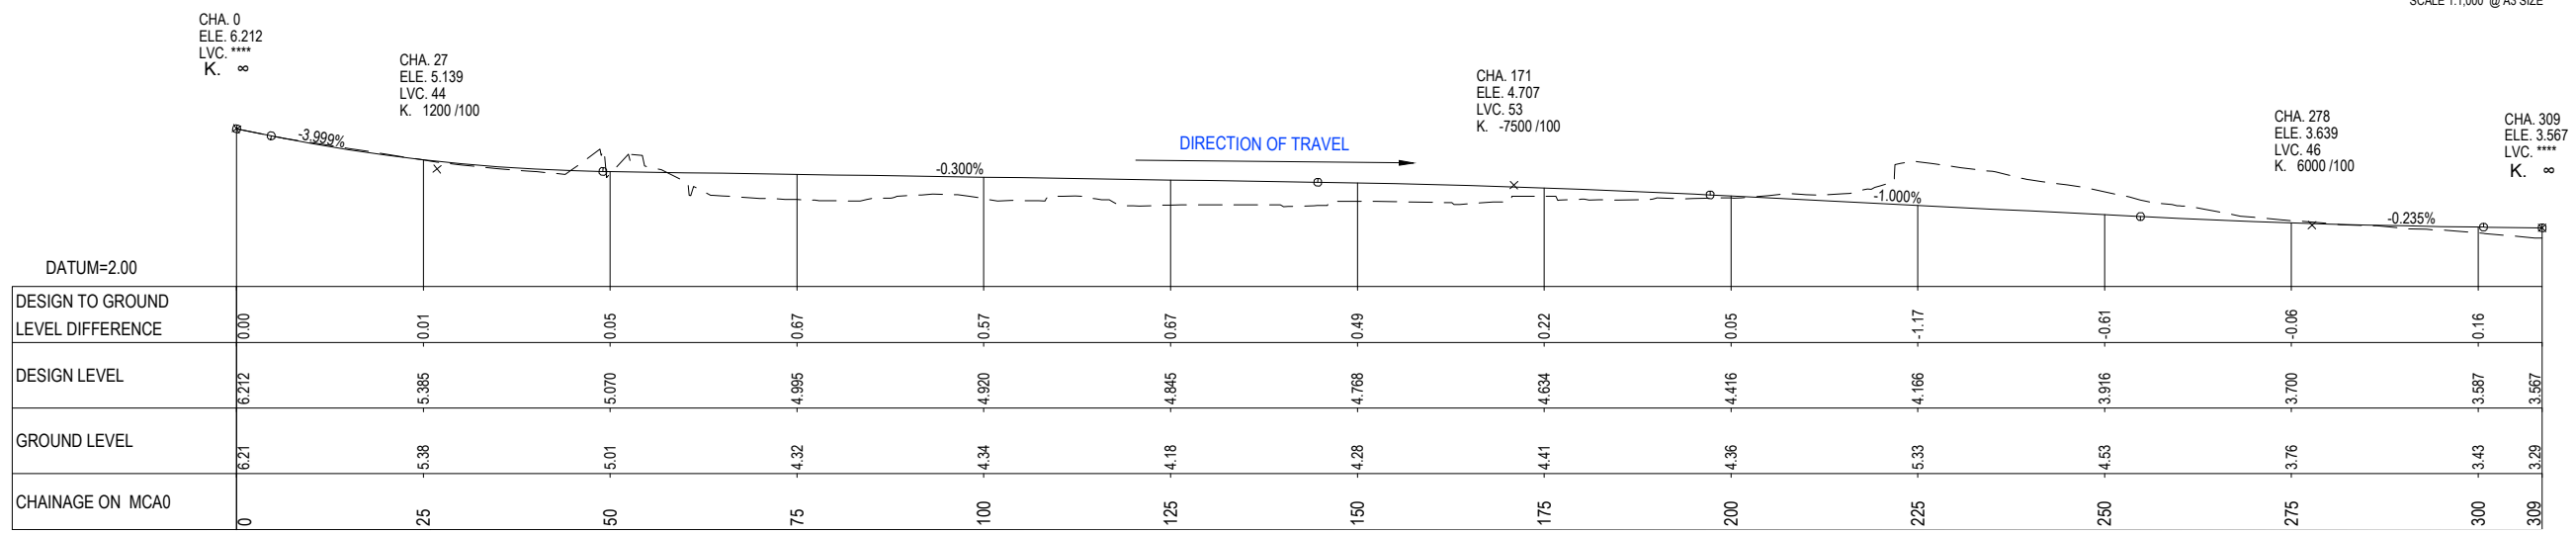 SCALE 1:1,000 @ A3 SIZE
CHA. 0
ELE. 6.212
LVC. ****
K. ∞
CHA. 27
ELE. 5.139
LVC. 44
K. 1200 /100
CHA. 171
ELE. 4.707
LVC. 53
K. -7500 /100
CHA. 278
ELE. 3.639
LVC. 46
K. 6000 /100
CHA. 309
ELE. 3.567
LVC. ****
K. ∞
-3.999%
-0.300%
DIRECTION OF TRAVEL
-1.000%
-0.235%
DATUM=2.00
DESIGN TO GROUND
LEVEL DIFFERENCE
0.00 0.01 0.05 0.67 0.57 0.67 0.49 0.22 0.05 -1.17 -0.61 -0.06 0.16
DESIGN LEVEL
6.212 5.385 5.070 4.995 4.920 4.845 4.768 4.634 4.416 4.166 3.916 3.700 3.587 3.567
GROUND LEVEL
6.21 5.38 5.01 4.32 4.34 4.18 4.28 4.41 4.36 5.33 4.53 3.76 3.43 3.29
CHAINAGE ON MCA0
0 25 50 75 100 125 150 175 200 225 250 275 300 309